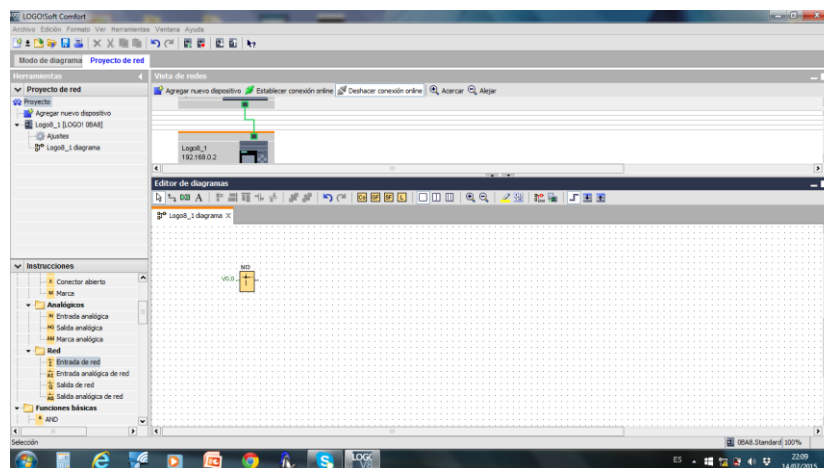 LOGO!Soft Comfort
Archivo Edición Formato Ver Herramientas Ventana Ayuda
Modo de diagrama Proyecto de red
Herramientas
Vista de redes
Proyecto de red
Agregar nuevo dispositivo Establecer conexión online Deshacer conexión online Acercar Alejar
Proyecto
Agregar nuevo dispositivo
Logo8_1 [LOGO! 0BA8]
Ajustes
Logo8_1 diagrama
Logo8_1
192.168.0.2
Editor de diagramas
Logo8_1 diagrama X
Instrucciones
Conector abierto
Marca
Analógicos
Entrada analógica
Salida analógica
Marca analógica
Red
Entrada de red
Entrada analógica de red
Salida de red
Salida analógica de red
Funciones básicas
AND
NI1
V0.0
I
Selección
0BA8.Standard 100%
ES
22:09
14/07/2015